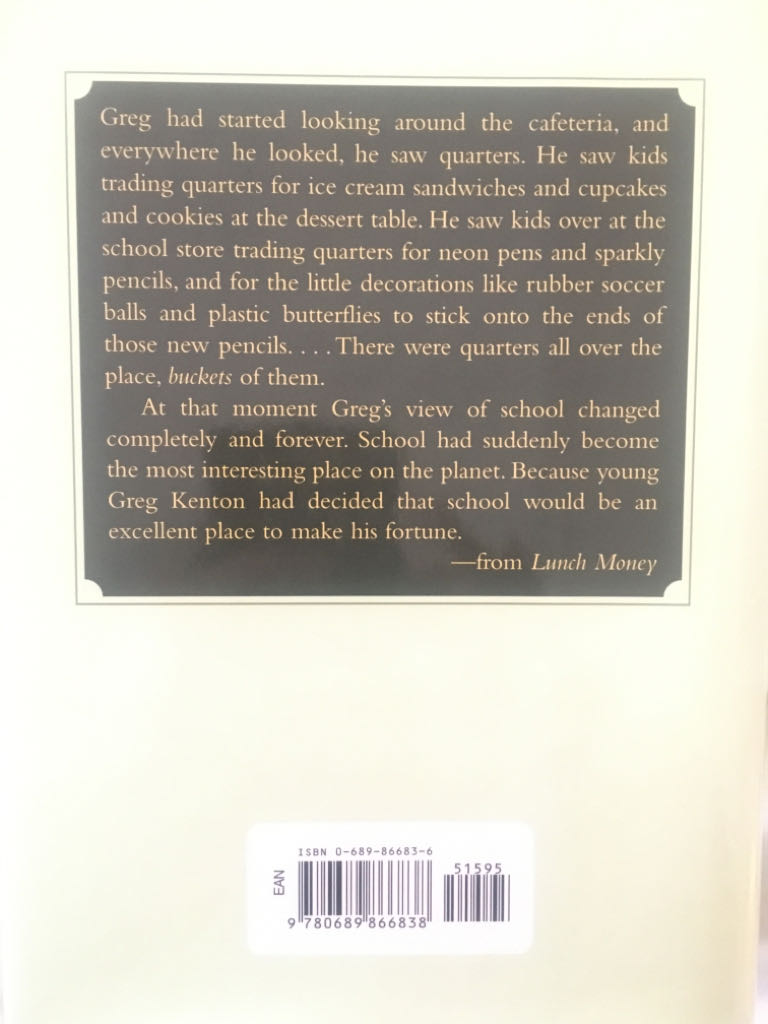 Greg had started looking around the cafeteria, and
everywhere he looked, he saw quarters. He saw kids
trading quarters for ice cream sandwiches and cupcakes
and cookies at the dessert table. He saw kids over at the
school store trading quarters for neon pens and sparkly
pencils, and for the little decorations like rubber soccer
balls and plastic butterflies to stick onto the ends of
those new pencils. . . . There were quarters all over the
place, buckets of them.
At that moment Greg's view of school changed
completely and forever. School had suddenly become
the most interesting place on the planet. Because young
Greg Kenton had decided that school would be an
excellent place to make his fortune.
—from Lunch Money
ISBN 0-689-86683-6
51595
EAN
9 780689 866838